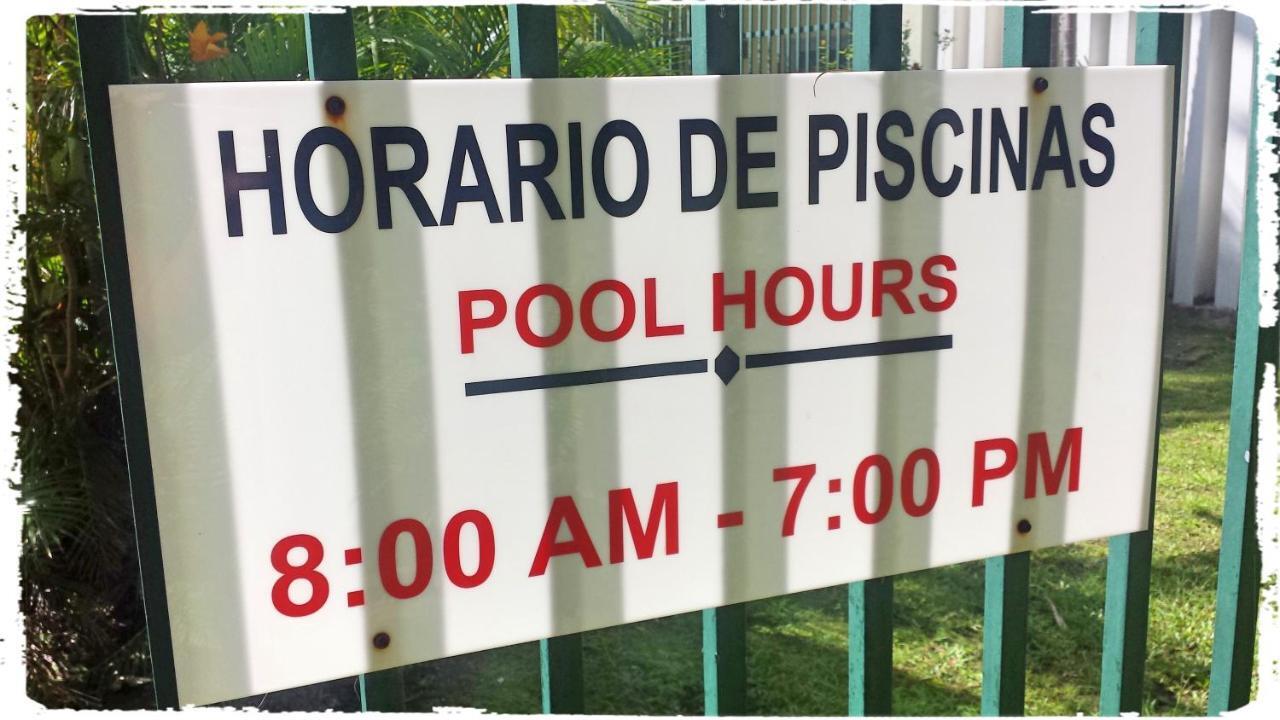 HORARIO DE PISCINAS
POOL HOURS
8:00 AM - 7:00 PM